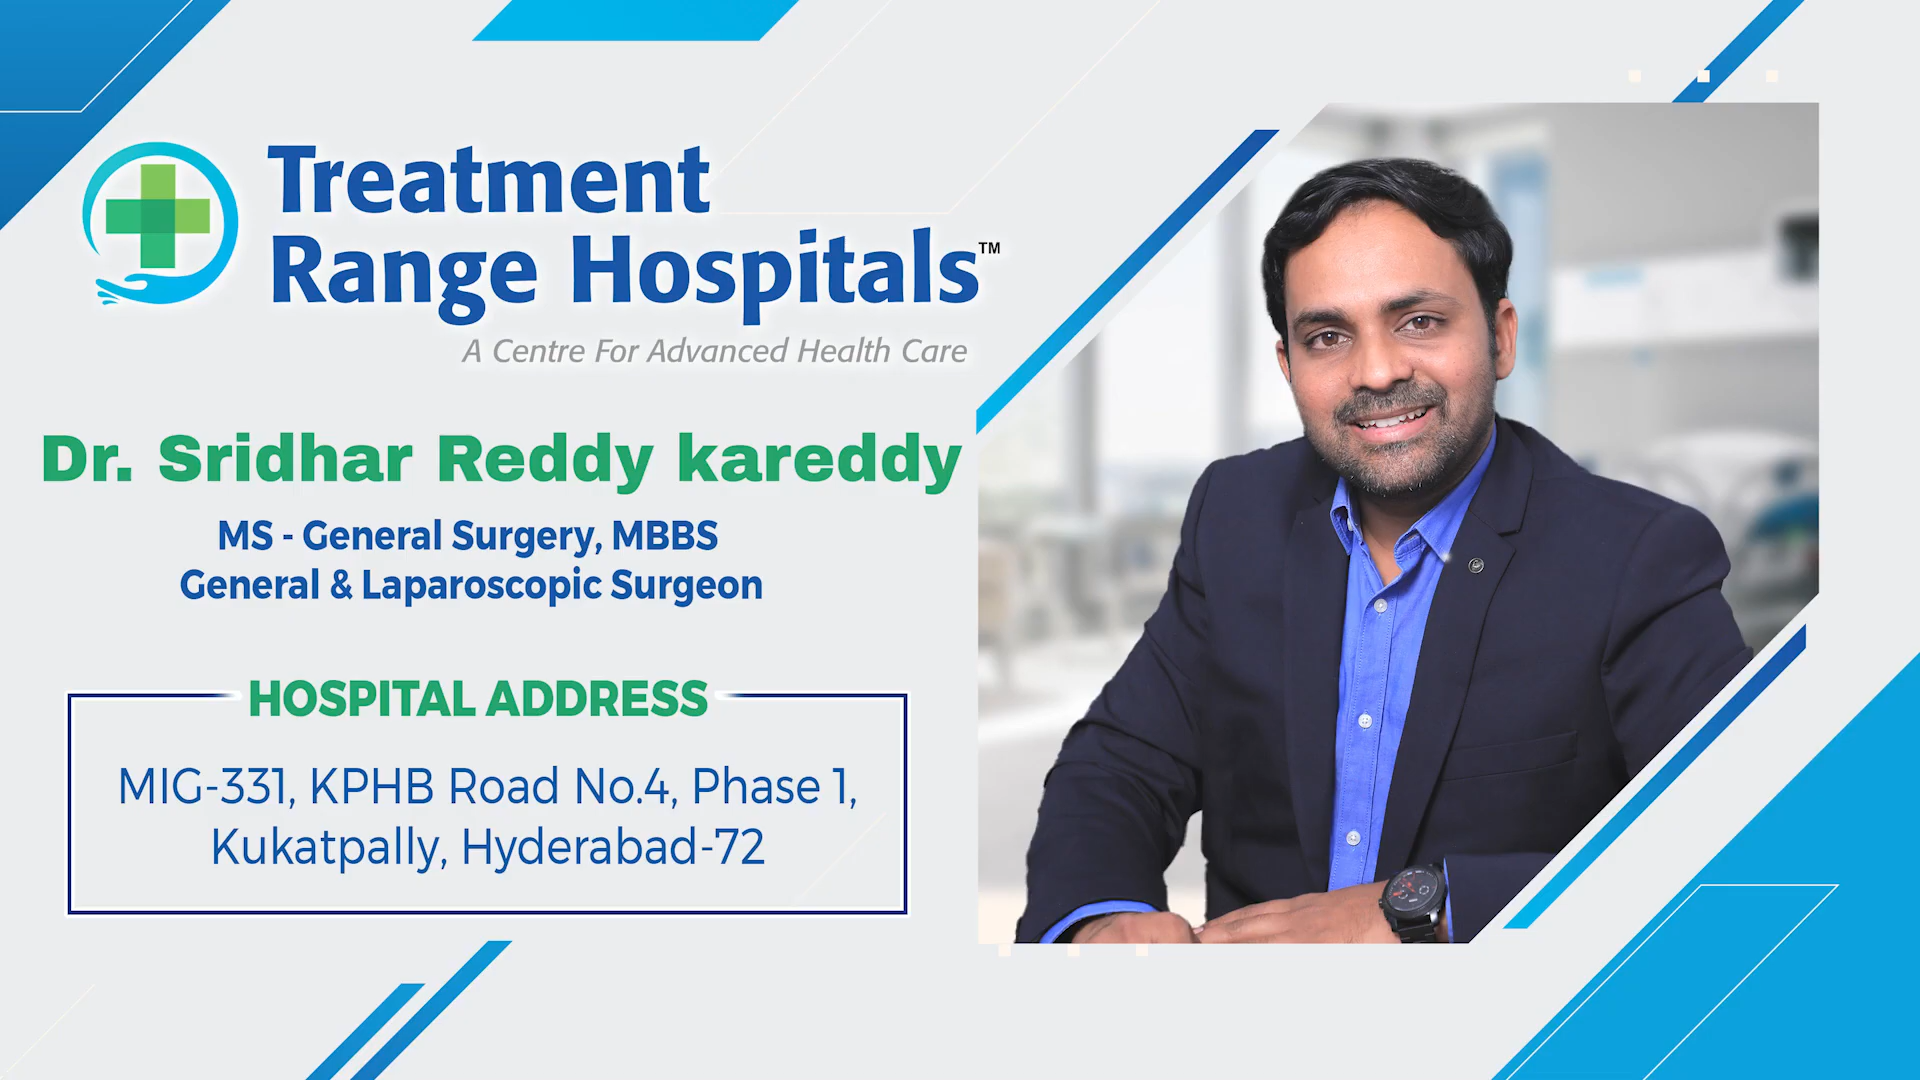 Treatment
Range Hospitals™
A Centre For Advanced Health Care
Dr. Sridhar Reddy kareddy
MS - General Surgery, MBBS
General & Laparoscopic Surgeon
HOSPITAL ADDRESS
MIG-331, KPHB Road No.4, Phase 1,
Kukatpally, Hyderabad-72